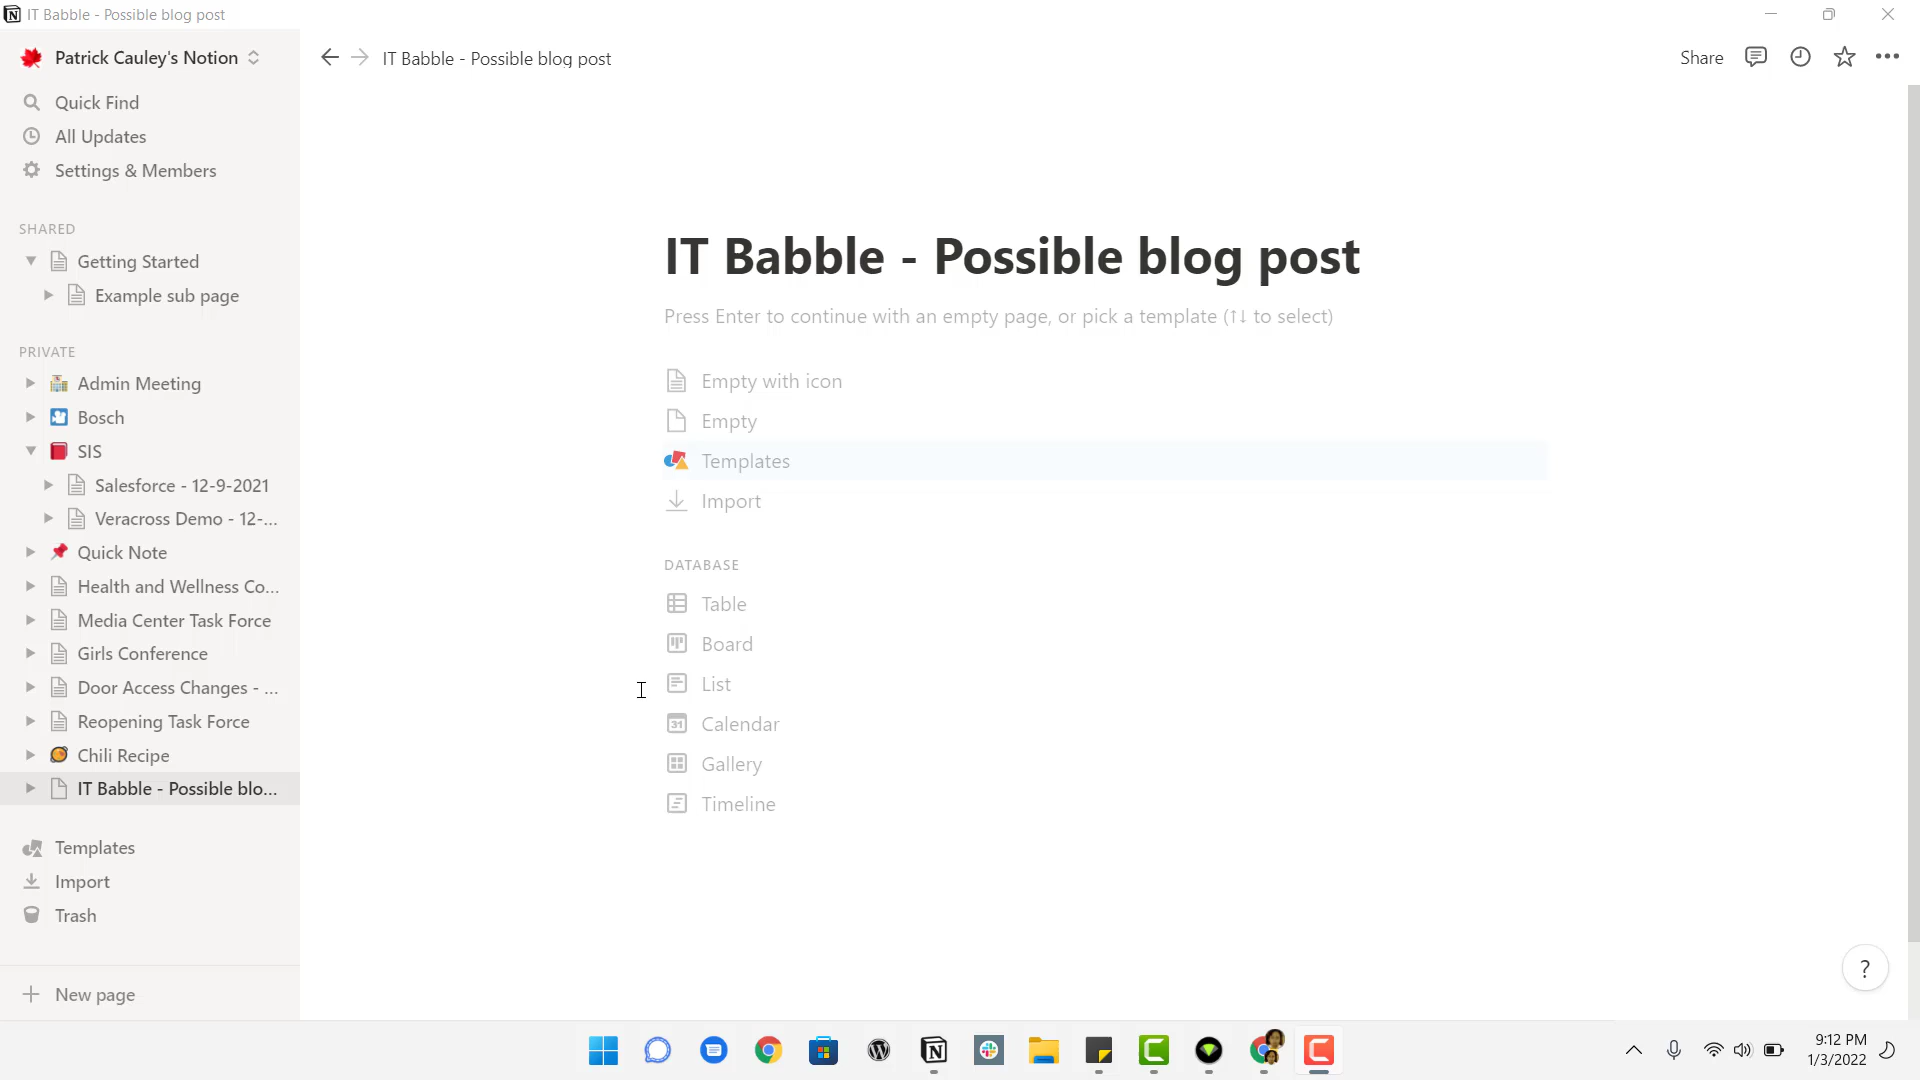 IT Babble - Possible blog post
Patrick Cauley's Notion
Quick Find
All Updates
Settings & Members
SHARED
Getting Started
Example sub page
PRIVATE
Admin Meeting
Bosch
SIS
Salesforce - 12-9-2021
Veracross Demo - 12-...
Quick Note
Health and Wellness Co...
Media Center Task Force
Girls Conference
Door Access Changes - ...
Reopening Task Force
Chili Recipe
IT Babble - Possible blo...
Templates
Import
Trash
New page
IT Babble - Possible blog post
Share
IT Babble - Possible blog post
Press Enter to continue with an empty page, or pick a template (↑↓ to select)
Empty with icon
Empty
Templates
Import
DATABASE
Table
Board
List
31 Calendar
Gallery
Timeline
?
9:12 PM
1/3/2022